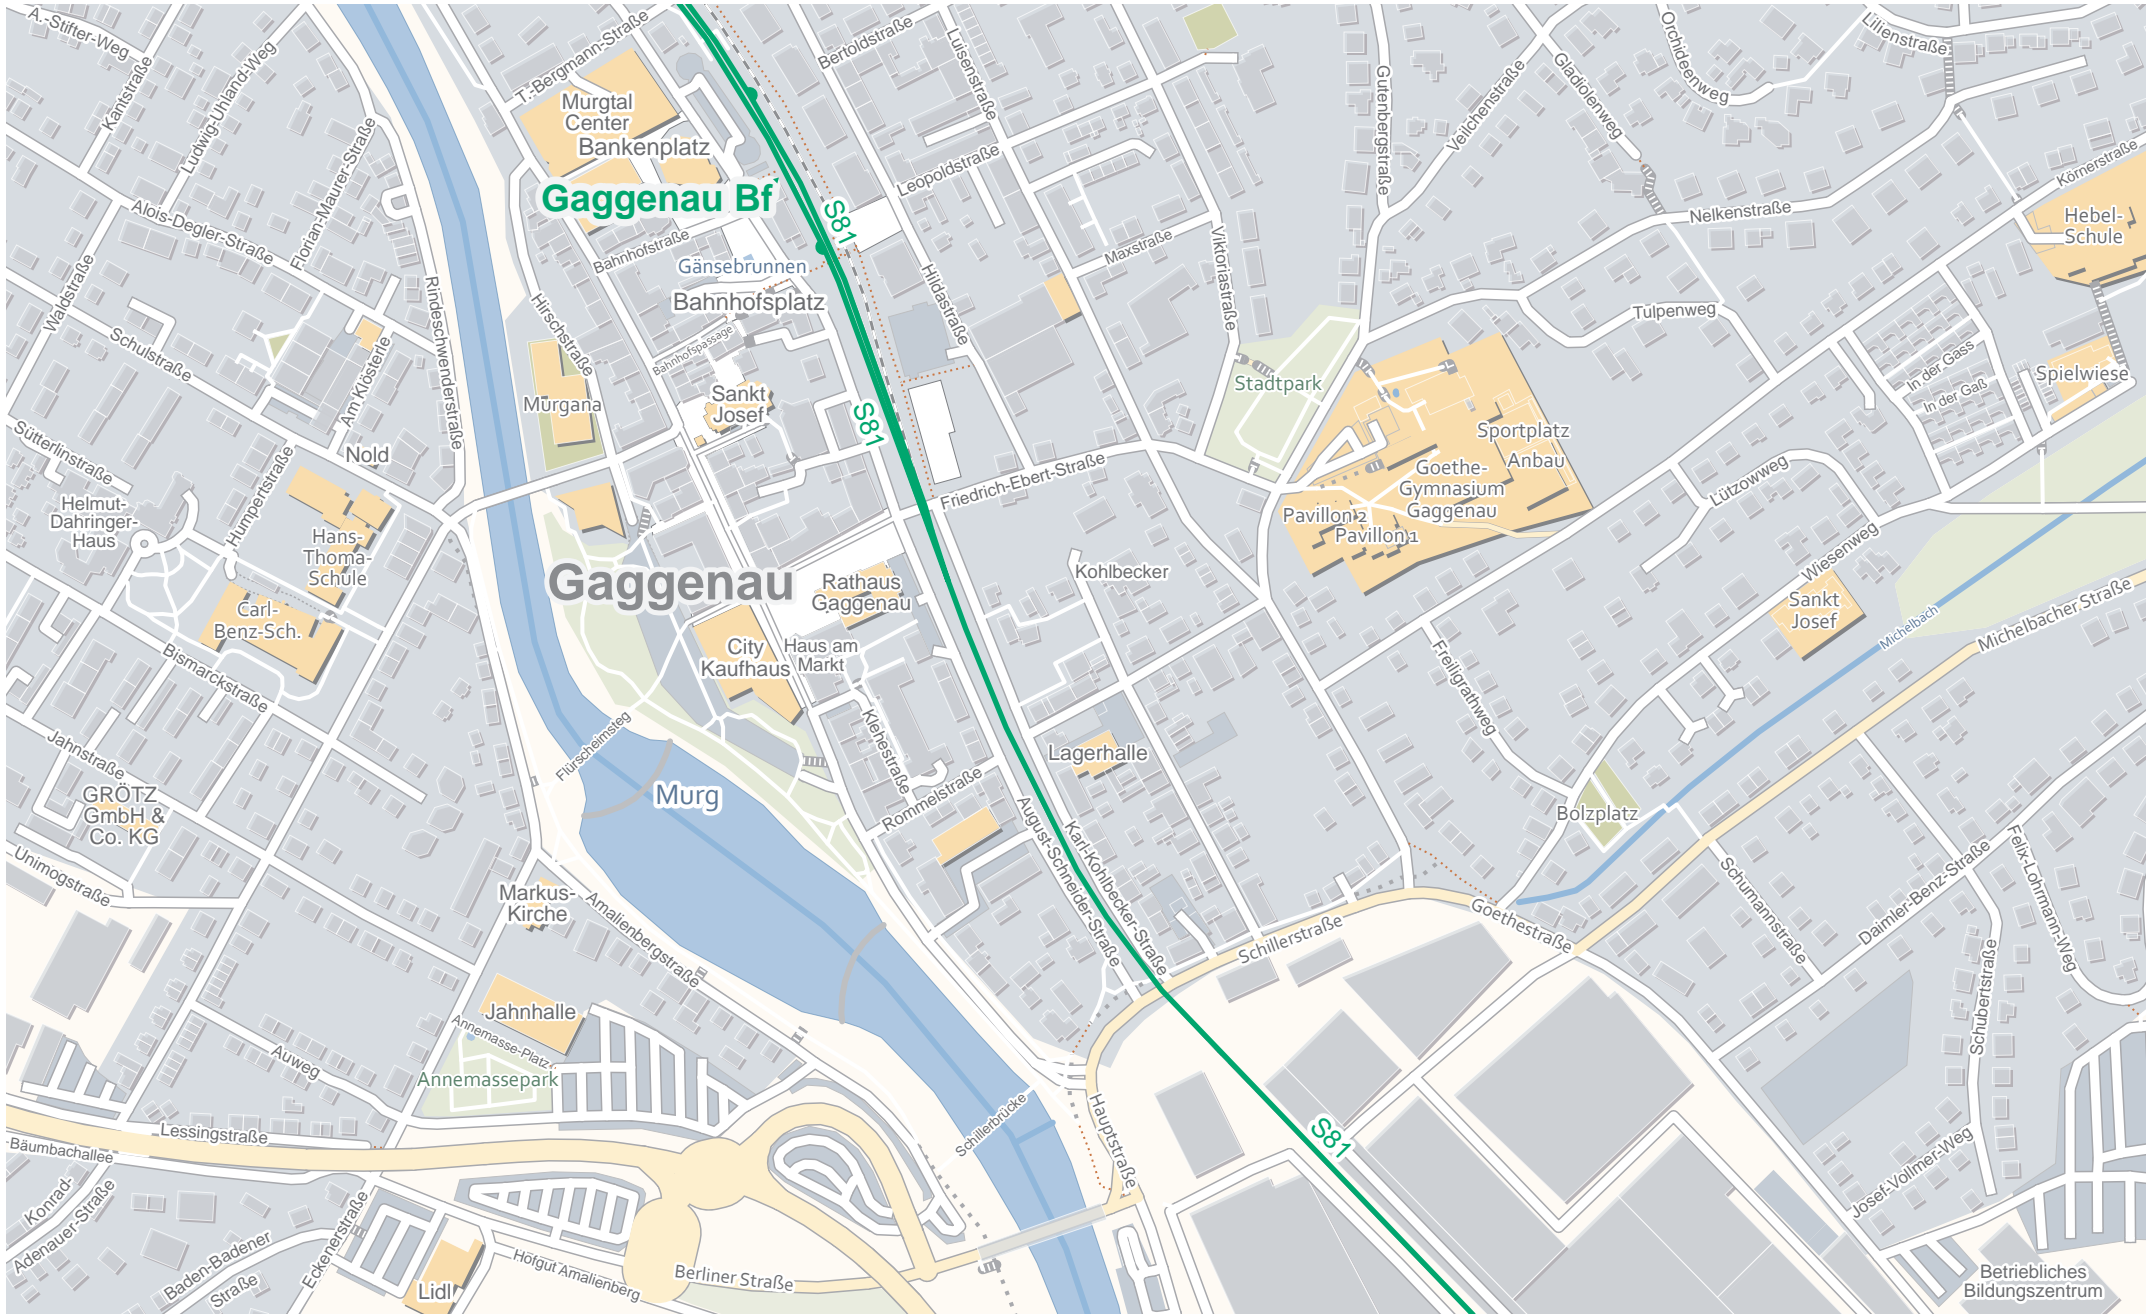 A.-Stifter-Weg
Kantstraße
Ludwig-Uhland-Weg
T.-Bergmann-Straße
Murgtal
Center
Bankenplatz
Gaggenau Bf
S81
Bertoldstraße
Luisenstraße
Leopoldstraße
Gutenbergstraße
Veilchenstraße
Gladiolenweg
Orchideenweg
Lilienstraße
Körnerstraße
Hebel-
Schule
Nelkenstraße
Tulpenweg
Maxstraße
Viktoriastraße
Hildastraße
Florian-Maurer-Straße
Alois-Degler-Straße
Waldstraße
Schulstraße
Rindeschwenderstraße
Hirschstraße
Bahnhofstraße
Gänsebrunnen
Bahnhofsplatz
Bahnhofspassage
Am Klösterle
Murgana
Sankt
Josef
S81
Stadtpark
In der Gass
In der Gaß
Spielwiese
Sportplatz
Anbau
Goethe-
Gymnasium
Gaggenau
Pavillon 2
Pavillon 1
Lützowweg
Wiesenweg
Sütterlinstraße
Nold
Humpertstraße
Helmut-
Dahringer-
Haus
Hans-
Thoma-
Schule
Carl-
Benz-Sch.
Friedrich-Ebert-Straße
Gaggenau
Rathaus
Gaggenau
Kohlbecker
City
Kaufhaus
Haus am
Markt
Sankt
Josef
Michelbach
Michelbacher Straße
Freiligrathweg
Bismarckstraße
Jahnstraße
Flürscheimsteg
Klehestraße
Lagerhalle
Murg
Rommelstraße
Bolzplatz
GRÖTZ
GmbH &
Co. KG
Unimogstraße
August-Schneider-Straße
Karl-Kohlbecker-Straße
Schillerstraße
Goethestraße
Schumannstraße
Daimler-Benz-Straße
Felix-Lohrmann-Weg
Schubertstraße
Markus-
Kirche
Amalienbergstraße
Jahnhalle
Annemasse-Platz
Annemassepark
Auweg
Lessingstraße
-Bäumbachallee
Konrad-
Adenauer-Straße
Baden-Badener
Straße
Eckenerstraße
Lidl
Hofgut Amalienberg
Berliner Straße
Schillerbrücke
Hauptstraße
S81
Josef-Vollmer-Weg
Betriebliches
Bildungszentrum